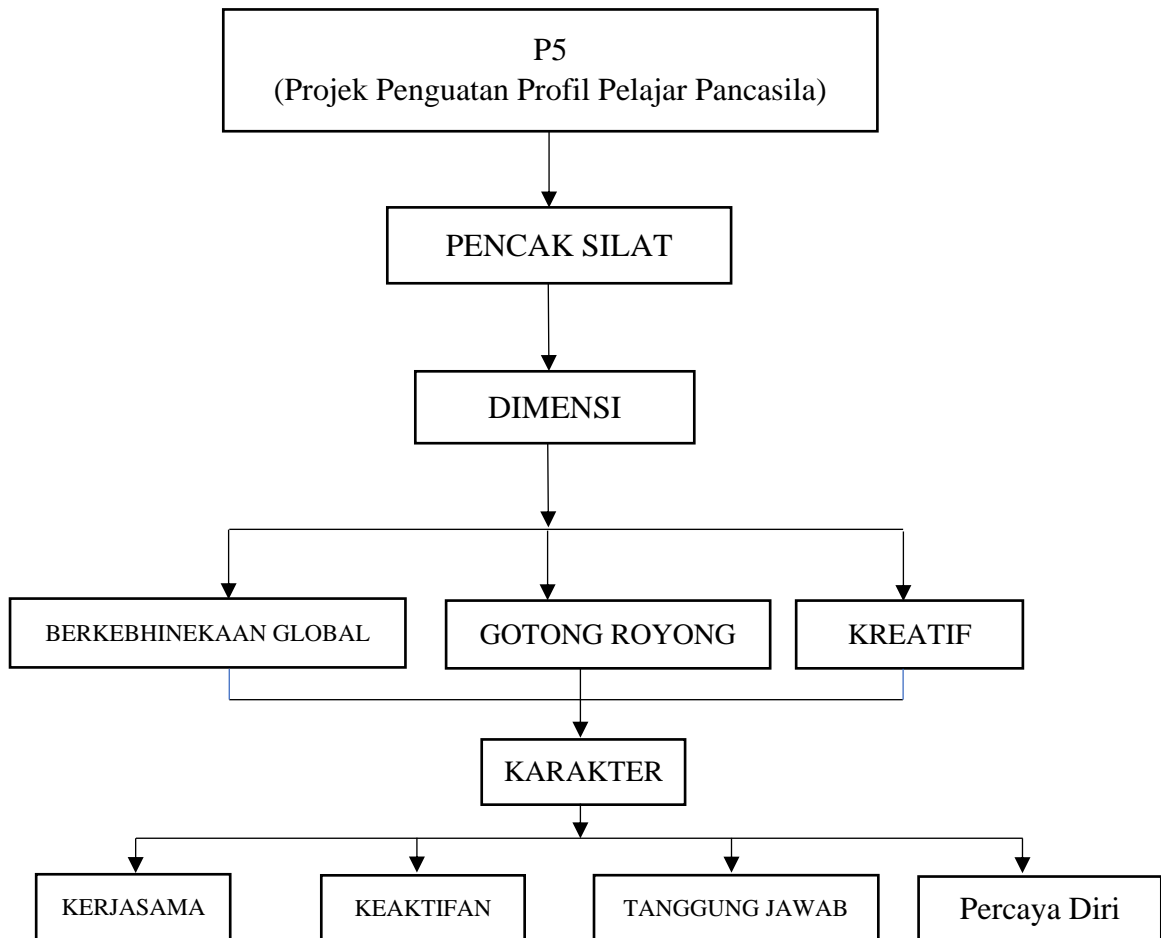 P5
(Projek Penguatan Profil Pelajar Pancasila)
PENCAK SILAT
DIMENSI
BERKEBHINEKAAN GLOBAL
GOTONG ROYONG
KREATIF
KARAKTER
KERJASAMA
KEAKTIFAN
TANGGUNG JAWAB
Percaya Diri